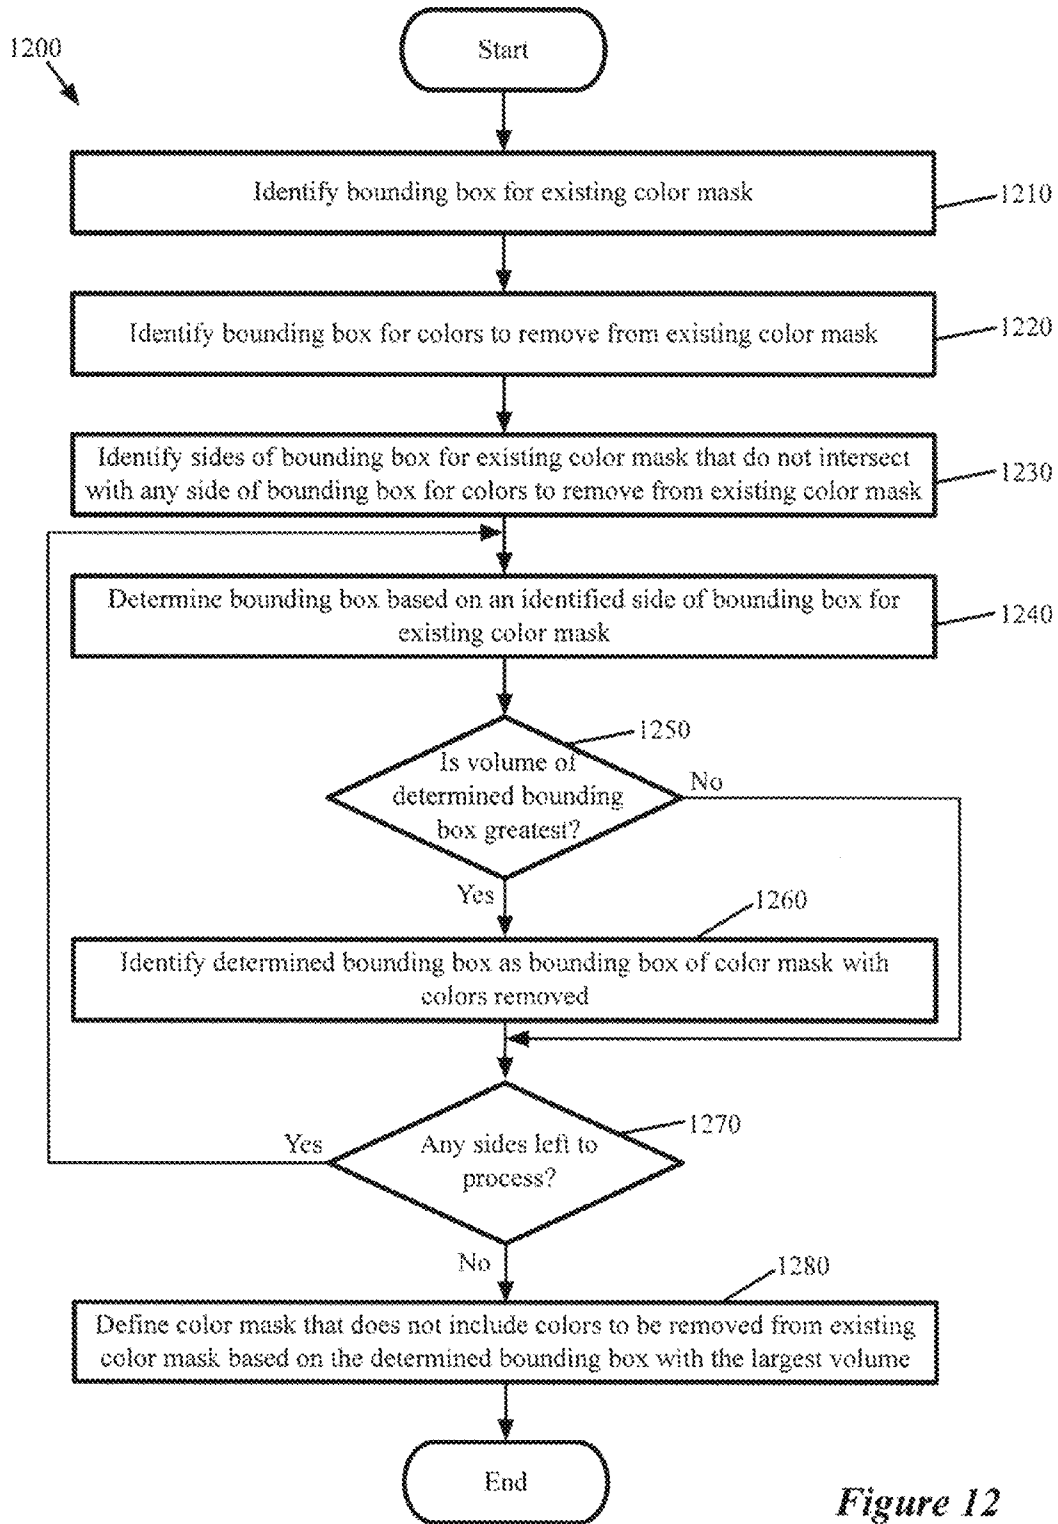 1200
Start
Identify bounding box for existing color mask
1210
Identify bounding box for colors to remove from existing color mask
1220
Identify sides of bounding box for existing color mask that do not intersect
with any side of bounding box for colors to remove from existing color mask
1230
Determine bounding box based on an identified side of bounding box for
existing color mask
1240
1250
Is volume of
determined bounding
box greatest?
No
Yes
1260
Identify determined bounding box as bounding box of color mask with
colors removed
1270
Any sides left to
process?
Yes
No
1280
Define color mask that does not include colors to be removed from existing
color mask based on the determined bounding box with the largest volume
End
Figure 12